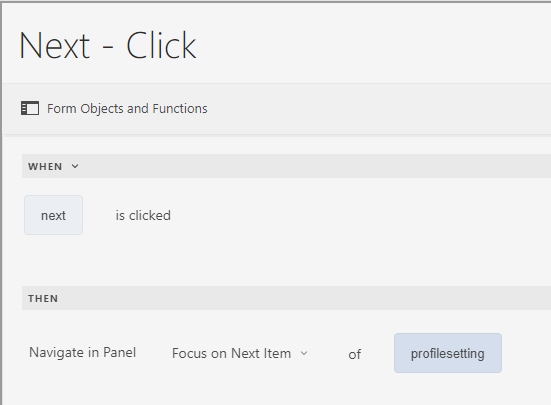 Next - Click
Form Objects and Functions
WHEN
next is clicked
THEN
Navigate in Panel Focus on Next Item of profilesetting